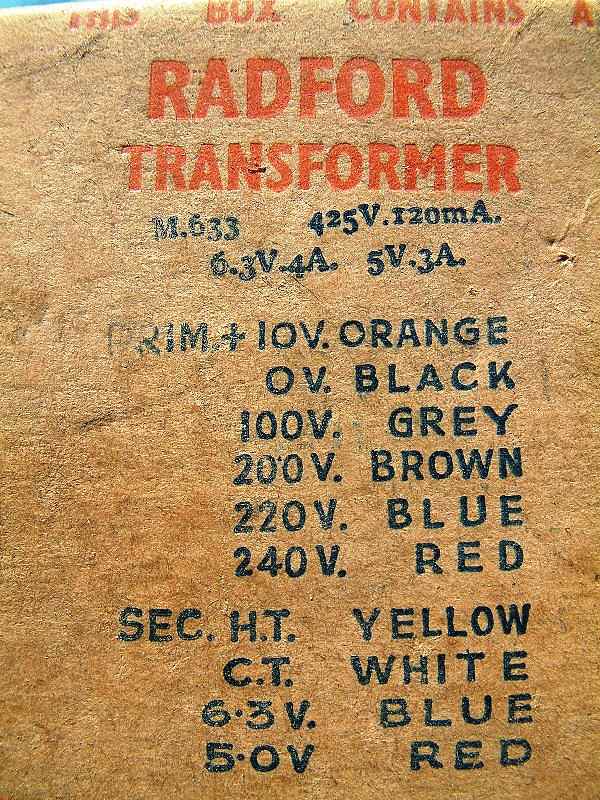 THIS BOX CONTAINS A
RADFORD
TRANSFORMER
M.633 425V.120mA.
6.3V.4A. 5V.3A.
PRIM.+10V. ORANGE
0V. BLACK
100V. GREY
200V. BROWN
220V. BLUE
240V. RED
SEC. H.T. YELLOW
C.T. WHITE
6·3V. BLUE
5·0V RED